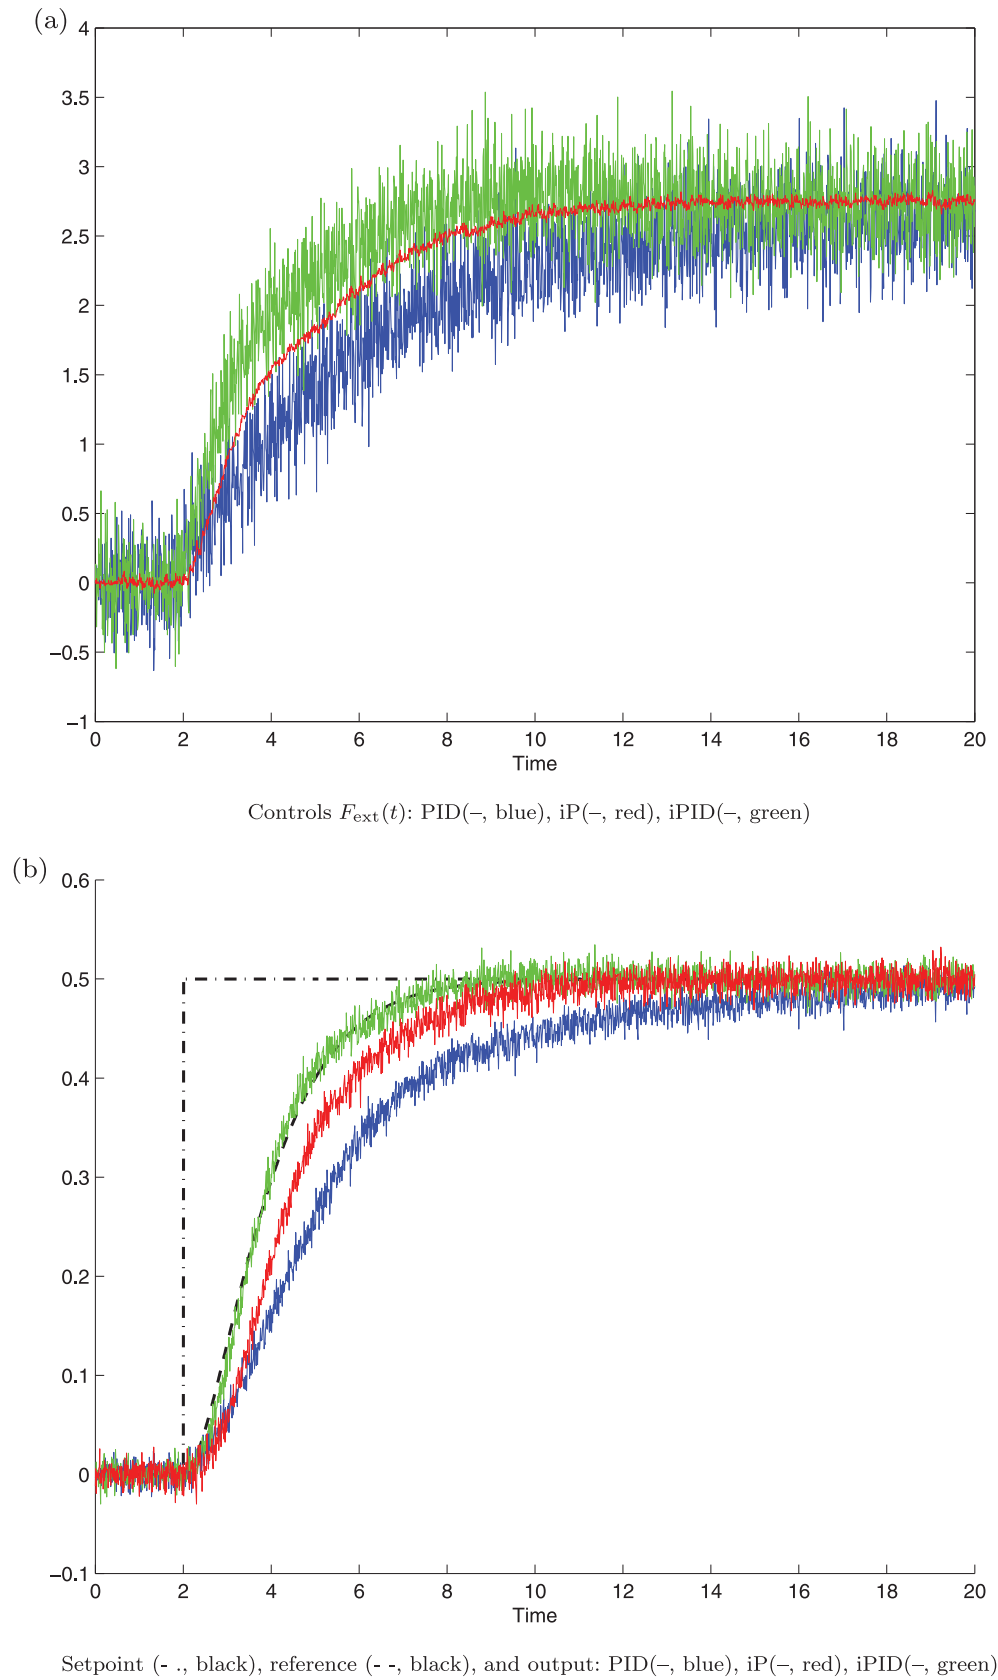 (a)
4
3.5
3
2.5
2
1.5
1
0.5
0
−0.5
−1
0 2 4 6 8 10 12 14 16 18 20
Time
Controls F_ext(t): PID(–, blue), iP(–, red), iPID(–, green)
(b)
0.6
0.5
0.4
0.3
0.2
0.1
0
−0.1
0 2 4 6 8 10 12 14 16 18 20
Time
Setpoint (- ., black), reference (- -, black), and output: PID(–, blue), iP(–, red), iPID(–, green)